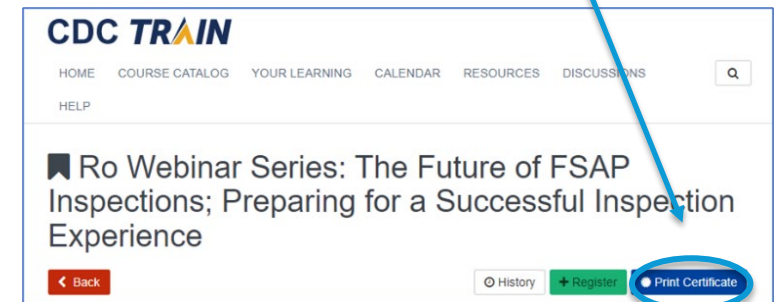 CDC TRAIN
HOME COURSE CATALOG YOUR LEARNING CALENDAR RESOURCES DISCUSSIONS
HELP
Ro Webinar Series: The Future of FSAP
Inspections; Preparing for a Successful Inspection
Experience
Back History Register Print Certificate